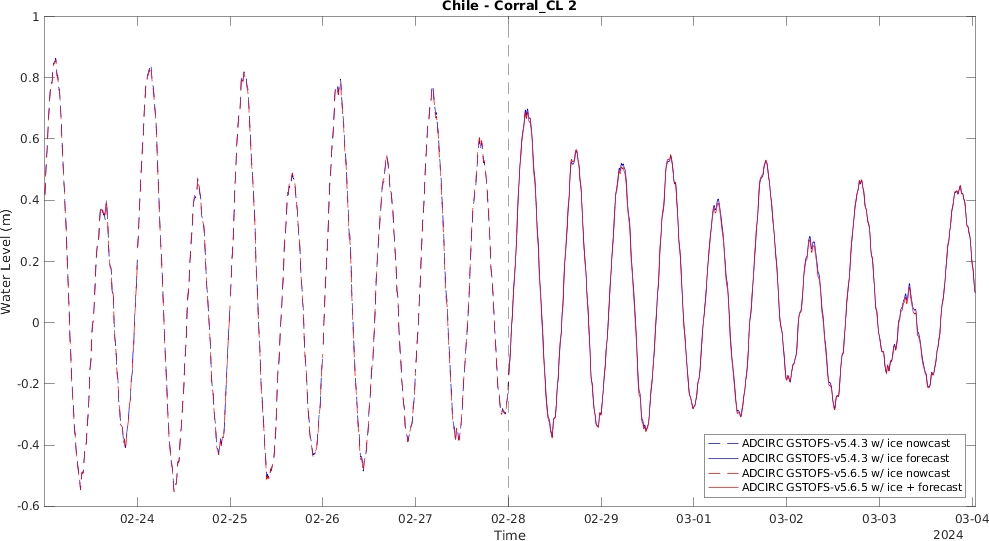 Chile - Corral_CL 2
1
0.8
0.6
0.4
0.2
0
-0.2
-0.4
-0.6
Water Level (m)
02-24 02-25 02-26 02-27 02-28 02-29 03-01 03-02 03-03 03-04
Time
2024
ADCIRC GSTOFS-v5.4.3 w/ ice nowcast
ADCIRC GSTOFS-v5.4.3 w/ ice forecast
ADCIRC GSTOFS-v5.6.5 w/ ice nowcast
ADCIRC GSTOFS-v5.6.5 w/ ice + forecast